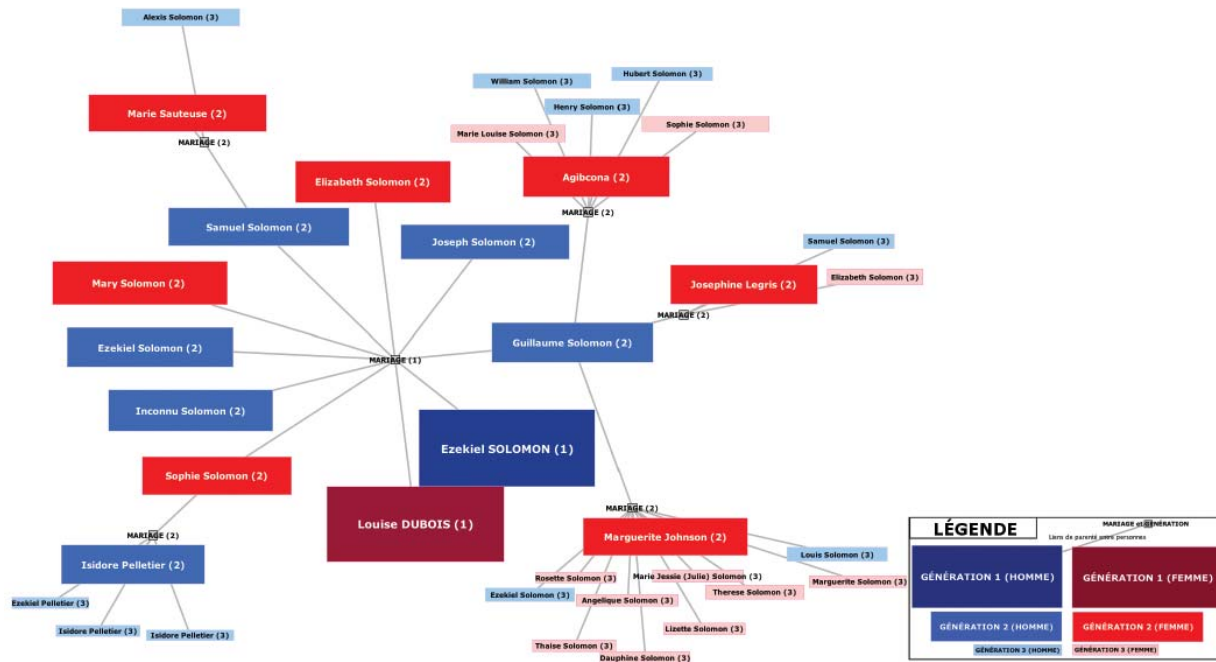 Alexis Solomon (3)
William Solomon (3)
Hubert Solomon (3)
Henry Solomon (3)
Marie Sauteuse (2)
Sophie Solomon (3)
Marie Louise Solomon (3)
MARIAGE (2)
Elizabeth Solomon (2)
Agibcona (2)
MARIAGE (2)
Samuel Solomon (2)
Joseph Solomon (2)
Samuel Solomon (3)
Mary Solomon (2)
Josephine Legris (2)
Elizabeth Solomon (3)
MARIAGE (2)
Ezekiel Solomon (2)
MARIAGE (1)
Guillaume Solomon (2)
Inconnu Solomon (2)
Ezekiel SOLOMON (1)
Sophie Solomon (2)
Louise DUBOIS (1)
MARIAGE (2)
MARIAGE (2)
Marguerite Johnson (2)
Isidore Pelletier (2)
Louis Solomon (3)
Rosette Solomon (3)
Marie Jessie (Julie) Solomon (3)
Marguerite Solomon (3)
Ezekiel Solomon (3)
Angelique Solomon (3)
Therese Solomon (3)
Ezekiel Pelletier (3)
Isidore Pelletier (3)
Isidore Pelletier (3)
Lizette Solomon (3)
Thaise Solomon (3)
Dauphine Solomon (3)
LÉGENDE
MARIAGE et GÉNÉRATION
Liens de parenté entre personnes
GÉNÉRATION 1 (HOMME)
GÉNÉRATION 1 (FEMME)
GÉNÉRATION 2 (HOMME)
GÉNÉRATION 2 (FEMME)
GÉNÉRATION 3 (HOMME)
GÉNÉRATION 3 (FEMME)